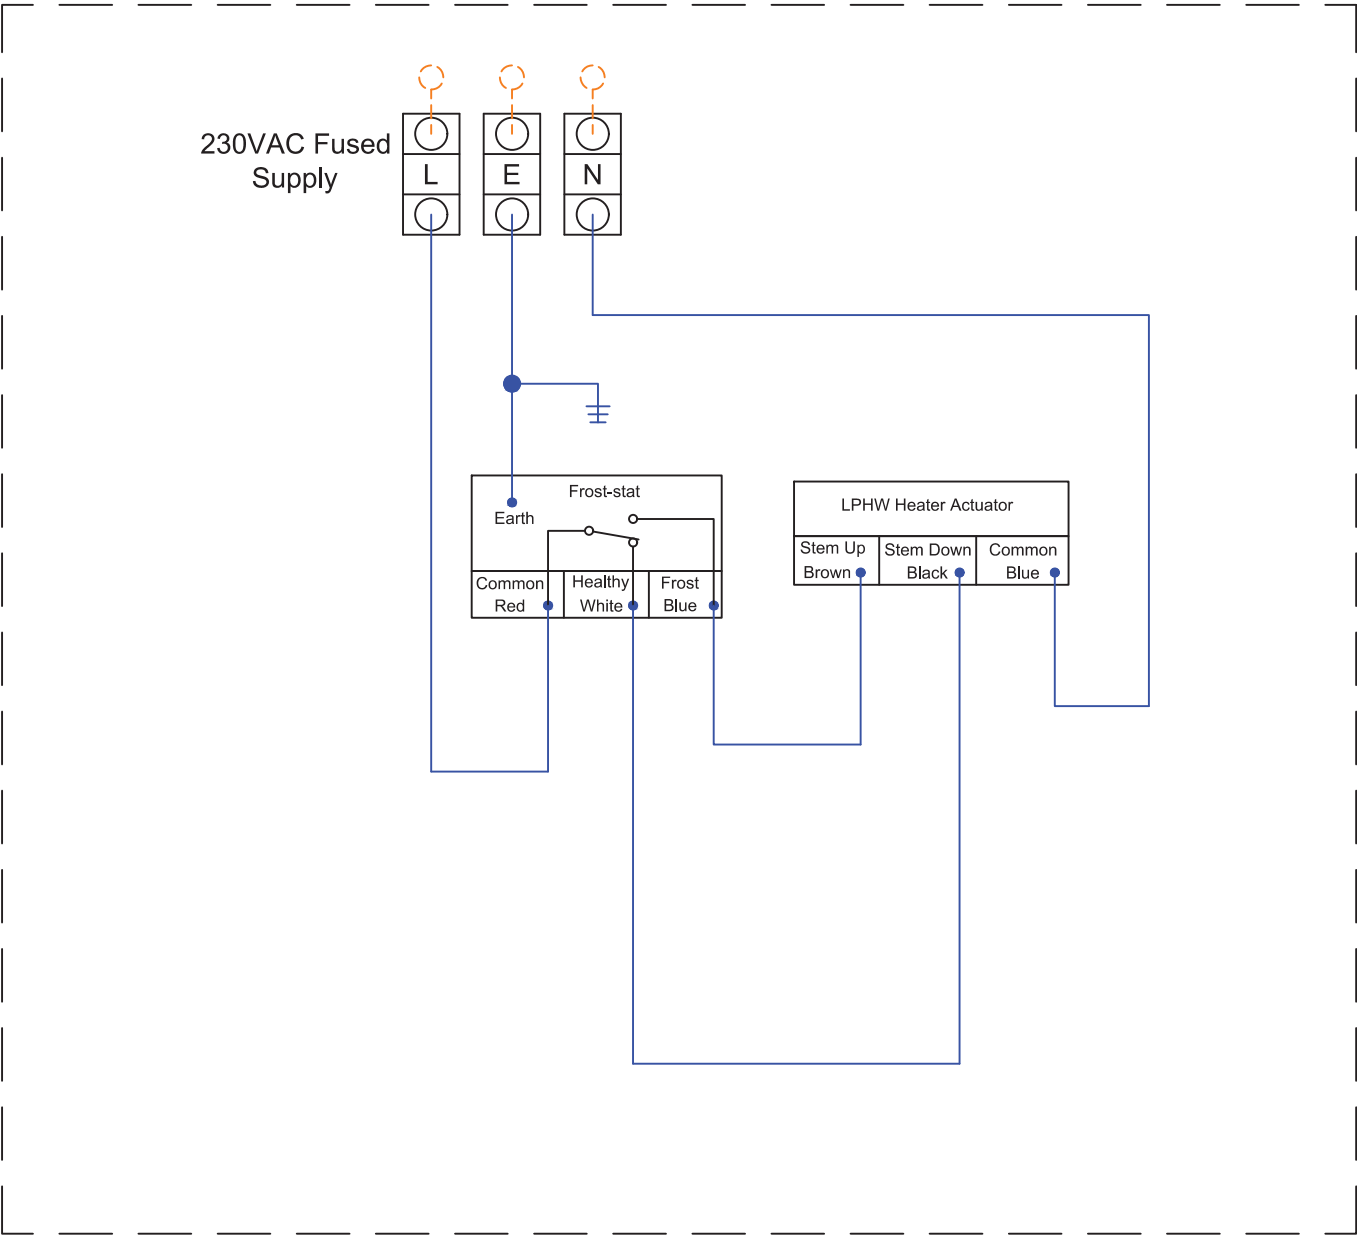 230VAC Fused
Supply
L
E
N
Frost-stat
Earth
Common
Red
Healthy
White
Frost
Blue
LPHW Heater Actuator
Stem Up
Brown
Stem Down
Black
Common
Blue